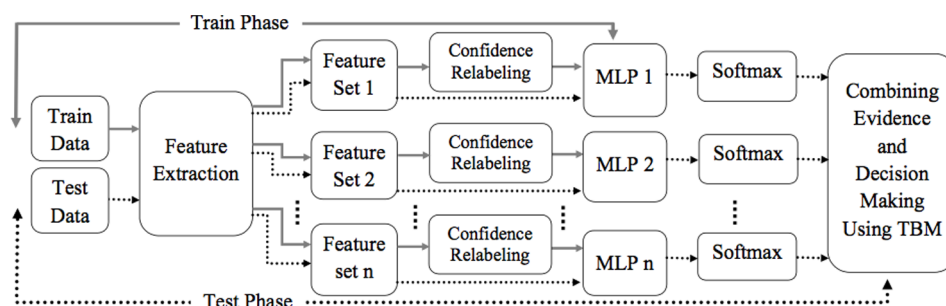 Train Phase
Train
Data
Test
Data
Feature
Extraction
Feature
Set 1
Confidence
Relabeling
MLP 1
Softmax
Feature
Set 2
Confidence
Relabeling
MLP 2
Softmax
Feature
set n
Confidence
Relabeling
MLP n
Softmax
Combining
Evidence
and
Decision
Making
Using TBM
Test Phase